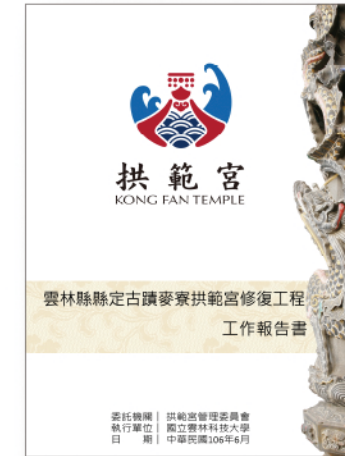 拱範宮
KONG FAN TEMPLE
雲林縣縣定古蹟麥寮拱範宮修復工程
工作報告書
委託機關｜拱範宮管理委員會
執行單位｜國立雲林科技大學
日　　期｜中華民國106年6月